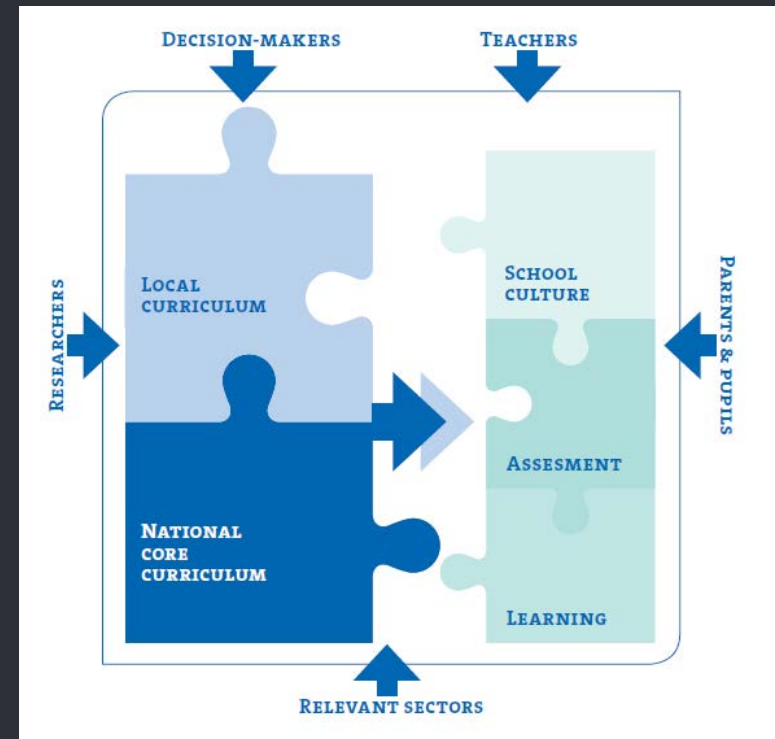 DECISION-MAKERS
TEACHERS
RESEARCHERS
LOCAL
CURRICULUM
SCHOOL
CULTURE
PARENTS & PUPILS
ASSESMENT
NATIONAL
CORE
CURRICULUM
LEARNING
RELEVANT SECTORS